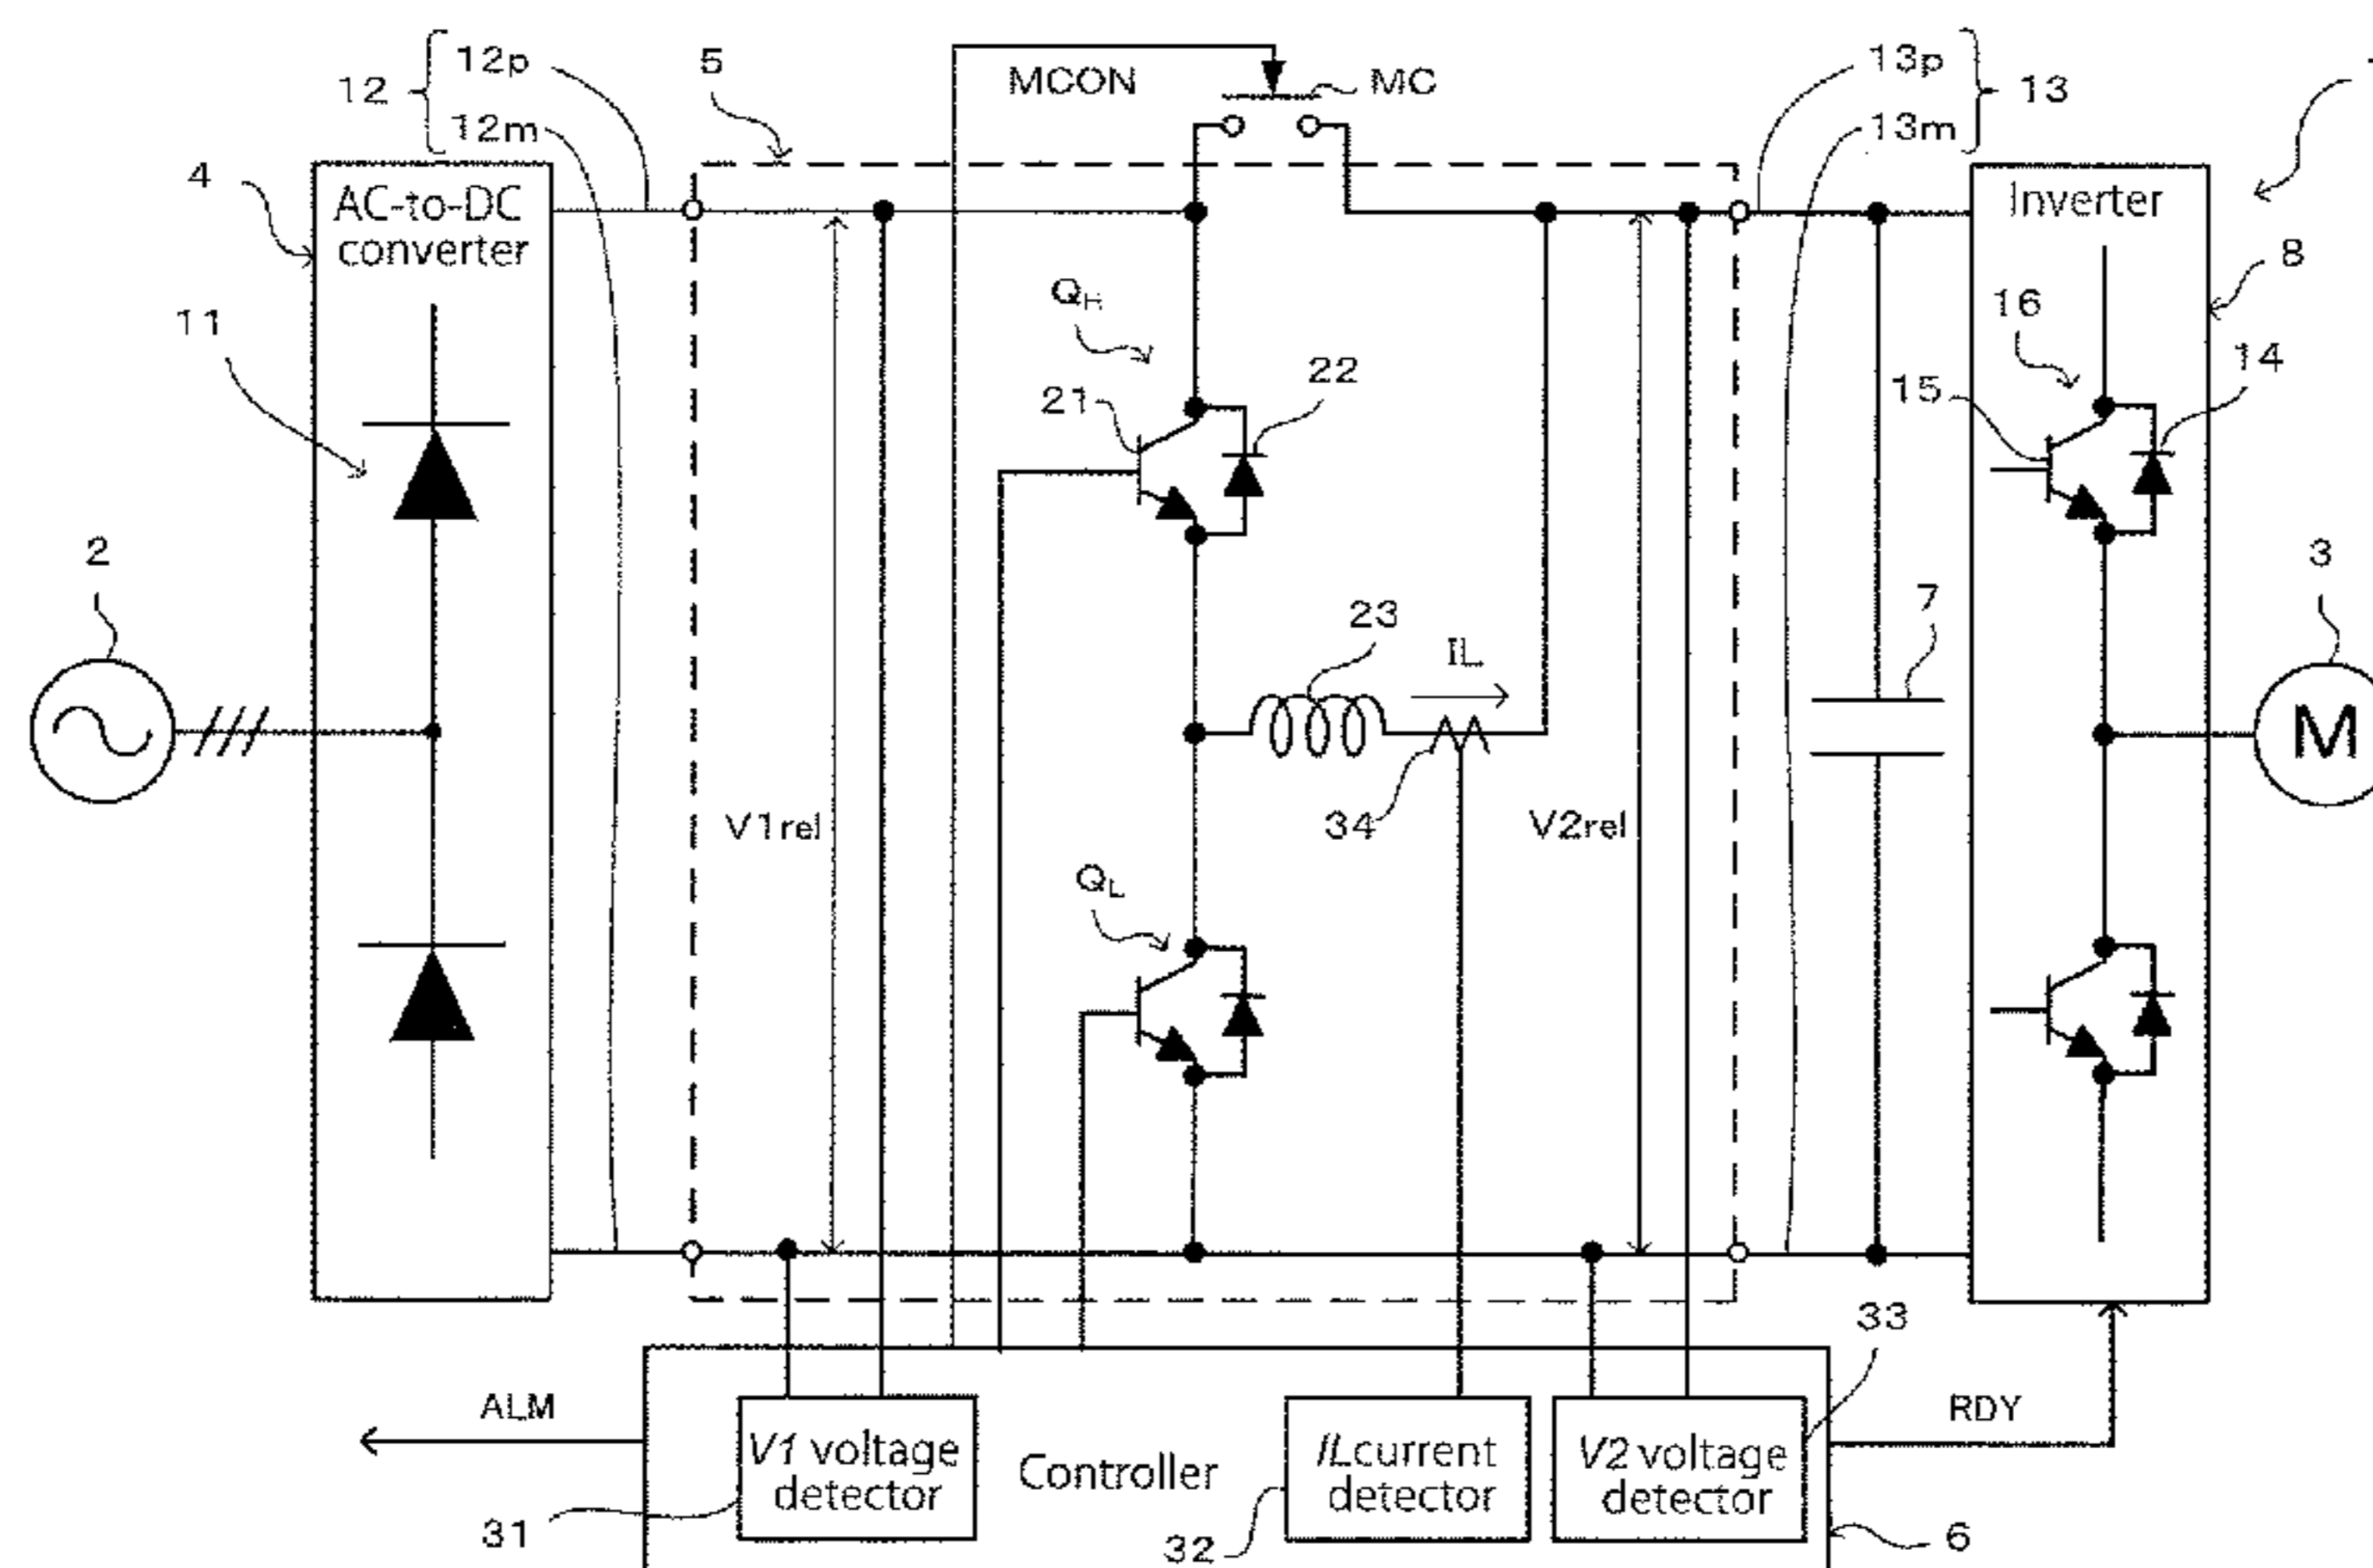 12
12p
12m
5
MCON
MC
13p
13m
13
4
AC-to-DC
converter
Inverter
8
11
QH
21
22
16
15
14
2
23
IL
7
3
M
V1rel
34
V2rel
QL
33
ALM
V1 voltage
detector
Controller
ILcurrent
detector
V2 voltage
detector
RDY
31
32
6